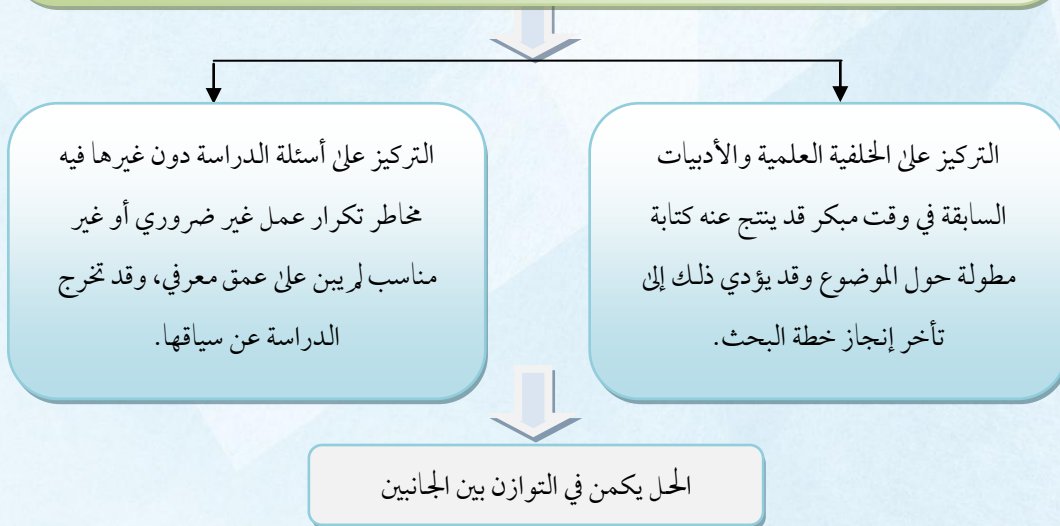 التركيز على الخلفية العلمية والأدبيات
السابقة في وقت مبكر قد ينتج عنه كتابة
مطولة حول الموضوع وقد يؤدي ذلك إلى
تأخر إنجاز خطة البحث.
التركيز على أسئلة الدراسة دون غيرها فيه
مخاطر تكرار عمل غير ضروري أو غير
مناسب لم يبن على عمق معرفي، وقد تخرج
الدراسة عن سياقها.
الحل يكمن في التوازن بين الجانبين